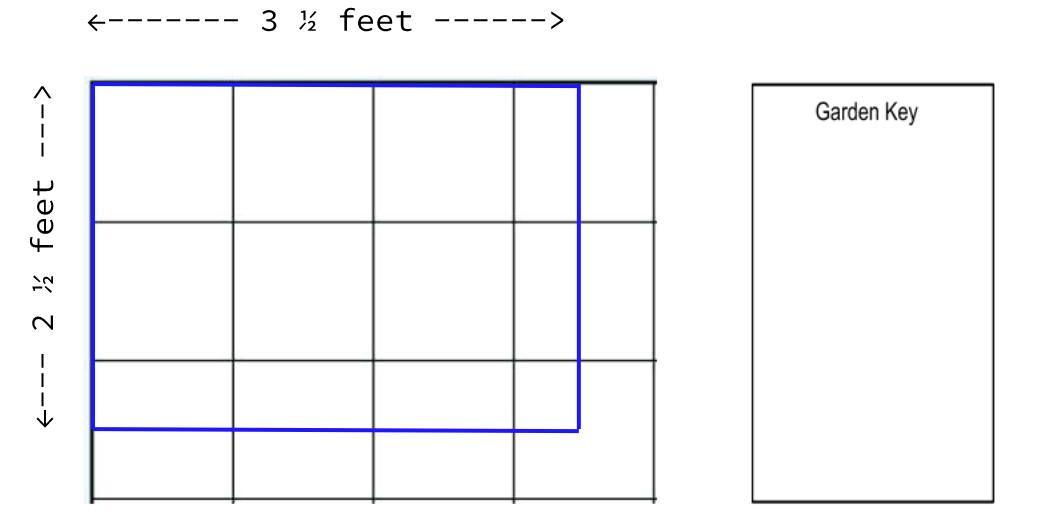 <------- 3 ½ feet ------>
<--- 2 ½ feet --->
Garden Key